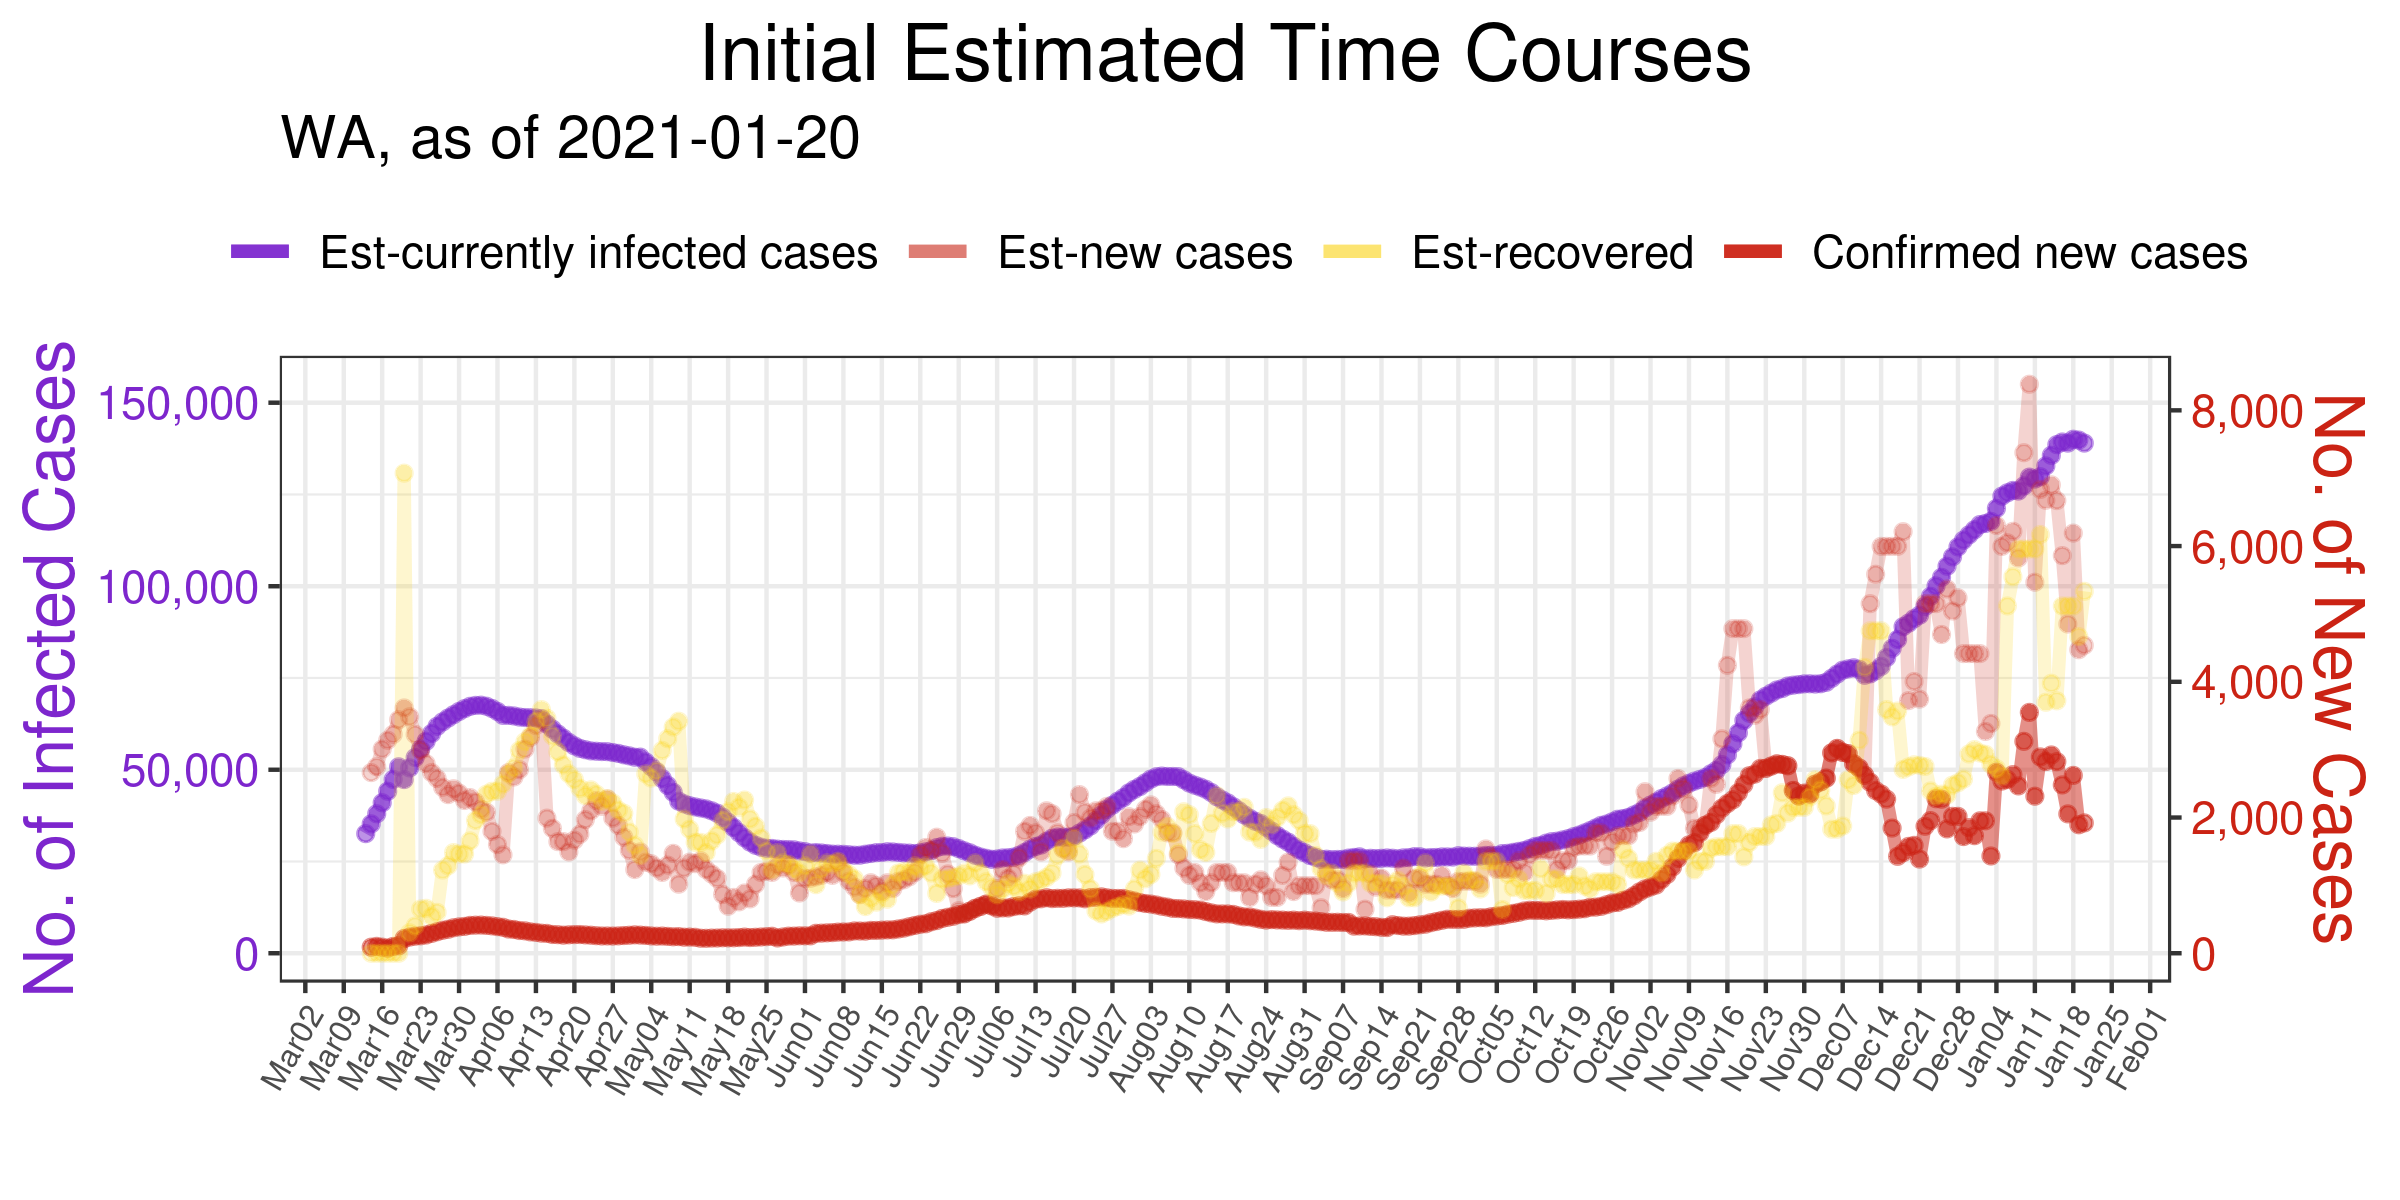 Initial Estimated Time Courses
WA, as of 2021-01-20
Est-currently infected cases Est-new cases Est-recovered Confirmed new cases
No. of Infected Cases
150,000
100,000
50,000
0
8,000
6,000
4,000
2,000
0
No. of New Cases
Mar02 Mar09 Mar16 Mar23 Mar30 Apr06 Apr13 Apr20 Apr27 May04 May11 May18 May25 Jun01 Jun08 Jun15 Jun22 Jun29 Jul06 Jul13 Jul20 Jul27 Aug03 Aug10 Aug17 Aug24 Aug31 Sep07 Sep14 Sep21 Sep28 Oct05 Oct12 Oct19 Oct26 Nov02 Nov09 Nov16 Nov23 Nov30 Dec07 Dec14 Dec21 Dec28 Jan04 Jan11 Jan18 Jan25 Feb01